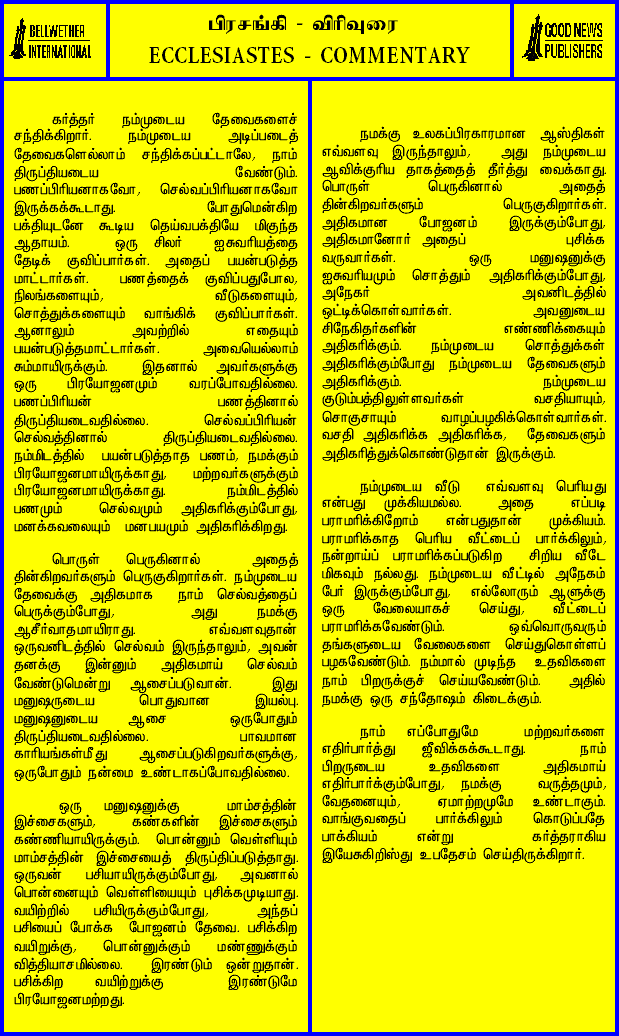 BELLWETHER
INTERNATIONAL
பிரசங்கி - விரிவுரை
ECCLESIASTES - COMMENTARY
GOOD NEWS
PUBLISHERS
கர்த்தர் நம்முடைய தேவைகளைச்
சந்திக்கிறார். நம்முடைய அடிப்படைத்
தேவைகளெல்லாம் சந்திக்கப்பட்டாலே, நாம்
திருப்தியடைய வேண்டும்.
பணப்பிரியனாகவோ, செல்வப்பிரியனாகவோ
இருக்கக்கூடாது. போதுமென்கிற
பக்தியுடனே கூடிய தெய்வபக்தியே மிகுந்த
ஆதாயம். ஒரு சிலர் ஐசுவரியத்தை
தேடிக் குவிப்பார்கள். அதைப் பயன்படுத்த
மாட்டார்கள். பணத்தைக் குவிப்பதுபோல,
நிலங்களையும், வீடுகளையும்,
சொத்துக்களையும் வாங்கிக் குவிப்பார்கள்.
ஆனாலும் அவற்றில் எதையும்
பயன்படுத்தமாட்டார்கள். அவையெல்லாம்
சும்மாயிருக்கும். இதனால் அவர்களுக்கு
ஒரு பிரயோஜனமும் வரப்போவதில்லை.
பணப்பிரியன் பணத்தினால்
திருப்தியடைவதில்லை. செல்வப்பிரியன்
செல்வத்தினால் திருப்தியடைவதில்லை.
நம்மிடத்தில் பயன்படுத்தாத பணம், நமக்கும்
பிரயோஜனமாயிருக்காது, மற்றவர்களுக்கும்
பிரயோஜனமாயிருக்காது. நம்மிடத்தில்
பணமும் செல்வமும் அதிகரிக்கும்போது,
மனக்கவலையும் மனபயமும் அதிகரிக்கிறது.
பொருள் பெருகினால் அதைத்
தின்கிறவர்களும் பெருகுகிறார்கள். நம்முடைய
தேவைக்கு அதிகமாக நாம் செல்வத்தைப்
பெருக்கும்போது, அது நமக்கு
ஆசீர்வாதமாயிராது. எவ்வளவுதான்
ஒருவனிடத்தில் செல்வம் இருந்தாலும், அவன்
தனக்கு இன்னும் அதிகமாய் செல்வம்
வேண்டுமென்று ஆசைப்படுவான். இது
மனுஷருடைய பொதுவான இயல்பு.
மனுஷனுடைய ஆசை ஒருபோதும்
திருப்தியடைவதில்லை. பாவமான
காரியங்கள்மீது ஆசைப்படுகிறவர்களுக்கு,
ஒருபோதும் நன்மை உண்டாகப்போவதில்லை.
ஒரு மனுஷனுக்கு மாம்சத்தின்
இச்சைகளும், கண்களின் இச்சைகளும்
கண்ணியாயிருக்கும். பொன்னும் வெள்ளியும்
மாம்சத்தின் இச்சையைத் திருப்திப்படுத்தாது.
ஒருவன் பசியாயிருக்கும்போது, அவனால்
பொன்னையும் வெள்ளியையும் புசிக்கமுடியாது.
வயிற்றில் பசியிருக்கும்போது, அந்தப்
பசியைப் போக்க போஜனம் தேவை. பசிக்கிற
வயிறுக்கு, பொன்னுக்கும் மண்ணுக்கும்
வித்தியாசமில்லை. இரண்டும் ஒன்றுதான்.
பசிக்கிற வயிற்றுக்கு இரண்டுமே
பிரயோஜனமற்றது.
நமக்கு உலகப்பிரகாரமான ஆஸ்திகள்
எவ்வளவு இருந்தாலும், அது நம்முடைய
ஆவிக்குரிய தாகத்தைத் தீர்த்து வைக்காது.
பொருள் பெருகினால் அதைத்
தின்கிறவர்களும் பெருகுகிறார்கள்.
அதிகமான போஜனம் இருக்கும்போது,
அதிகமானோர் அதைப் புசிக்க
வருவார்கள். ஒரு மனுஷனுக்கு
ஐசுவரியமும் சொத்தும் அதிகரிக்கும்போது,
அநேகர் அவனிடத்தில்
ஒட்டிக்கொள்வார்கள். அவனுடைய
சிநேகிதர்களின் எண்ணிக்கையும்
அதிகரிக்கும். நம்முடைய சொத்துக்கள்
அதிகரிக்கும்போது நம்முடைய தேவைகளும்
அதிகரிக்கும். நம்முடைய
குடும்பத்திலுள்ளவர்கள் வசதியாயும்,
சொகுசாயும் வாழப்பழகிக்கொள்வார்கள்.
வசதி அதிகரிக்க அதிகரிக்க, தேவைகளும்
அதிகரித்துக்கொண்டுதான் இருக்கும்.
நம்முடைய வீடு எவ்வளவு பெரியது
என்பது முக்கியமல்ல. அதை எப்படி
பராமரிக்கிறோம் என்பதுதான் முக்கியம்.
பராமரிக்காத பெரிய வீட்டைப் பார்க்கிலும்,
நன்றாய்ப் பராமரிக்கப்படுகிற சிறிய வீடே
மிகவும் நல்லது. நம்முடைய வீட்டில் அநேகம்
பேர் இருக்கும்போது, எல்லோரும் ஆளுக்கு
ஒரு வேலையாகச் செய்து, வீட்டைப்
பராமரிக்கவேண்டும். ஒவ்வொருவரும்
தங்களுடைய வேலைகளை செய்துகொள்ளப்
பழகவேண்டும். நம்மால் முடிந்த உதவிகளை
நாம் பிறருக்குச் செய்யவேண்டும். அதில்
நமக்கு ஒரு சந்தோஷம் கிடைக்கும்.
நாம் எப்போதுமே மற்றவர்களை
எதிர்பார்த்து ஜீவிக்கக்கூடாது. நாம்
பிறருடைய உதவிகளை அதிகமாய்
எதிர்பார்க்கும்போது, நமக்கு வருத்தமும்,
வேதனையும், ஏமாற்றமுமே உண்டாகும்.
வாங்குவதைப் பார்க்கிலும் கொடுப்பதே
பாக்கியம் என்று கர்த்தராகிய
இயேசுகிறிஸ்து உபதேசம் செய்திருக்கிறார்.